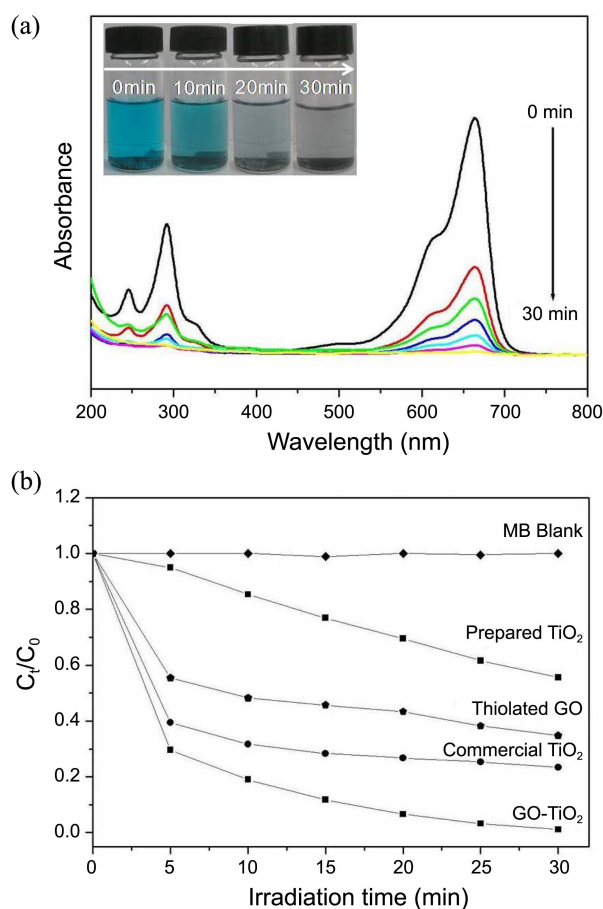 (a)
0min 10min 20min 30min
0 min
30 min
Absorbance
200 300 400 500 600 700 800
Wavelength (nm)
(b)
1.2
1.0
0.8
0.6
0.4
0.2
0.0
Cₜ/C₀
MB Blank
Prepared TiO₂
Thiolated GO
Commercial TiO₂
GO-TiO₂
0 5 10 15 20 25 30
Irradiation time (min)